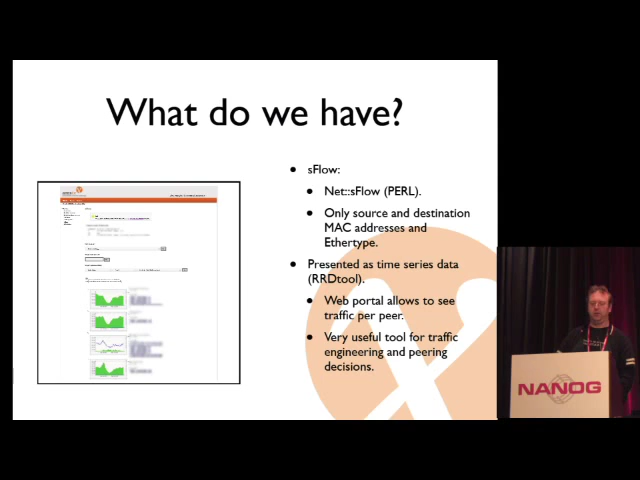 What do we have?
sFlow:
Net::sFlow (PERL).
Only source and destination
MAC addresses and
Ethertype.
Presented as time series data
(RRDtool).
Web portal allows to see
traffic per peer.
Very useful tool for traffic
engineering and peering
decisions.
NANOG